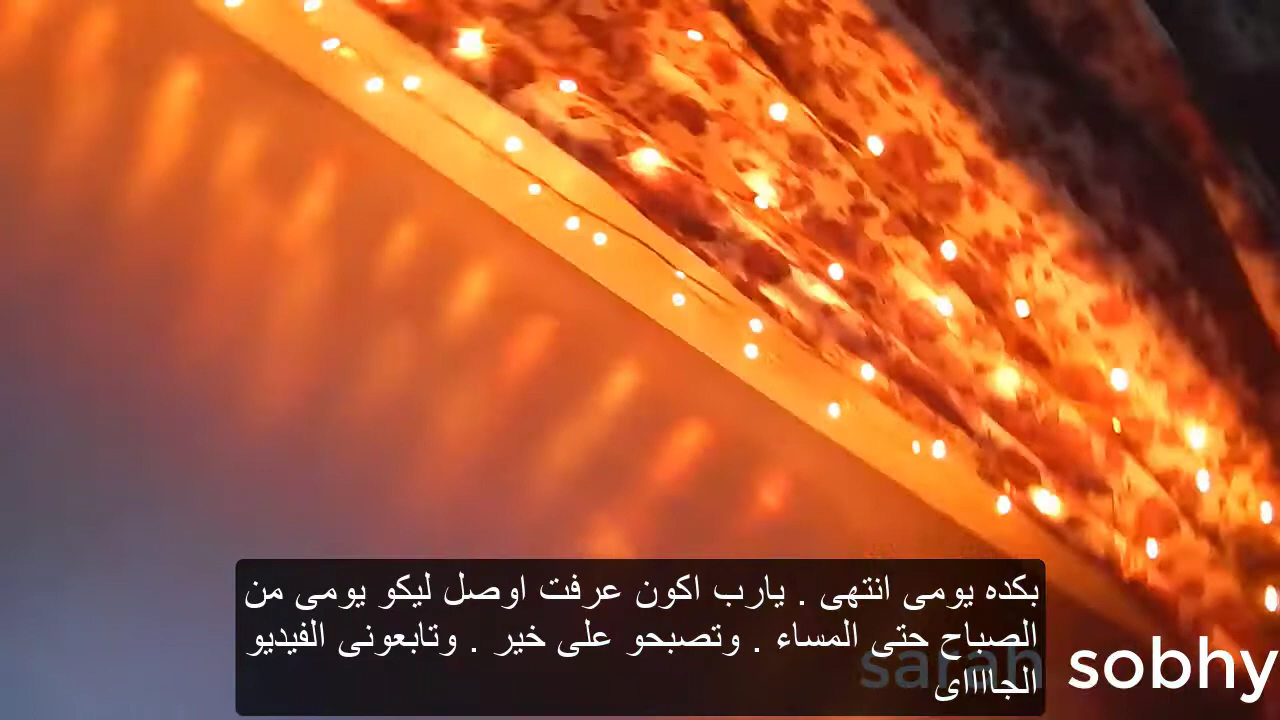 بكده يومى انتهى . يارب اكون عرفت اوصل ليكو يومى من
الصباح حتى المساء . وتصبحو على خير . وتابعونى الفيديو
الجااااى
sarah sobhy